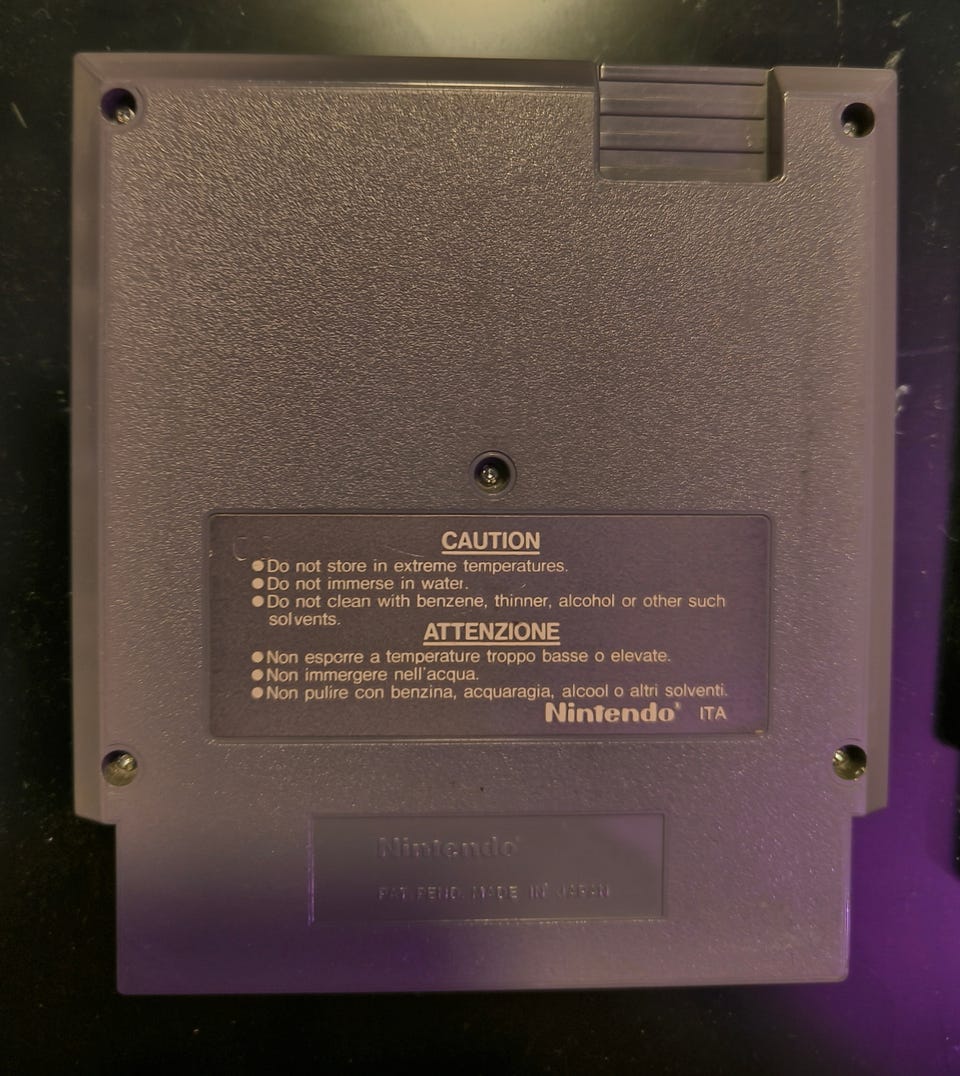 CAUTION
●Do not store in extreme temperatures.
●Do not immerse in water.
●Do not clean with benzene, thinner, alcohol or other such
solvents.
ATTENZIONE
●Non esporre a temperature troppo basse o elevate.
●Non immergere nell'acqua.
●Non pulire con benzina, acquaragia, alcool o altri solventi.
Nintendo® ITA
Nintendo®
PAT. PEND. MADE IN JAPAN